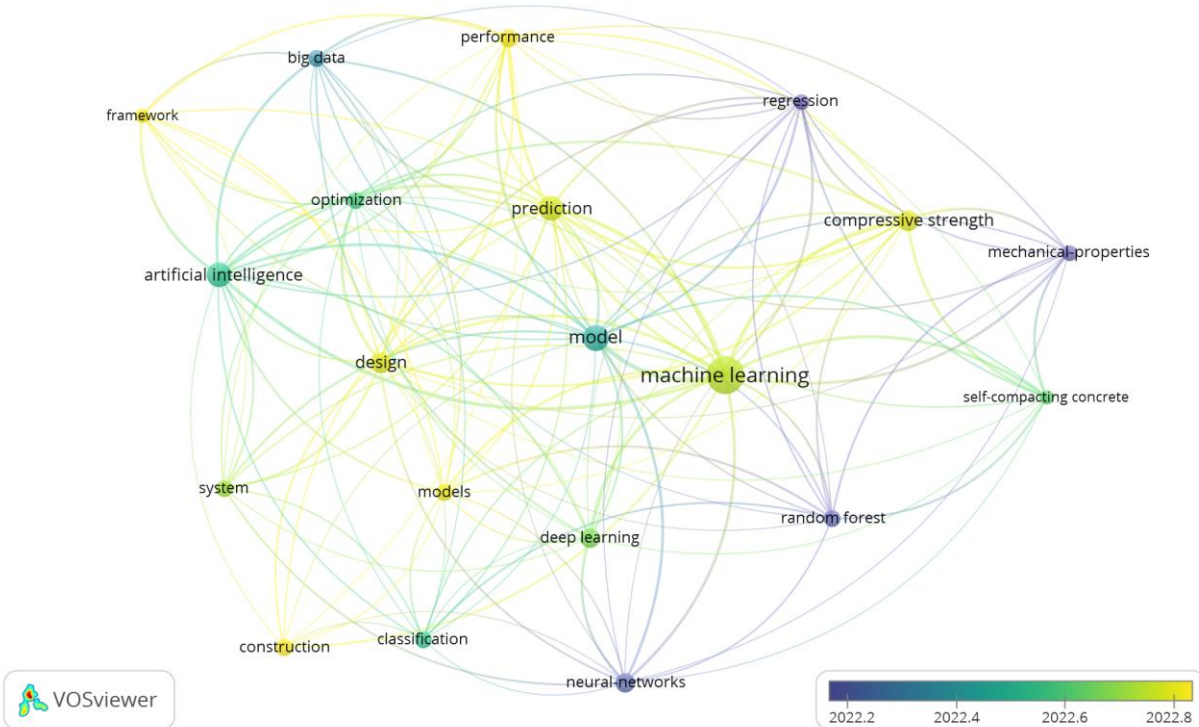 performance
big data
regression
framework
optimization
prediction
compressive strength
mechanical-properties
artificial intelligence
model
design
machine learning
self-compacting concrete
system
models
random forest
deep learning
classification
construction
neural-networks
VOSviewer
2022.2 2022.4 2022.6 2022.8